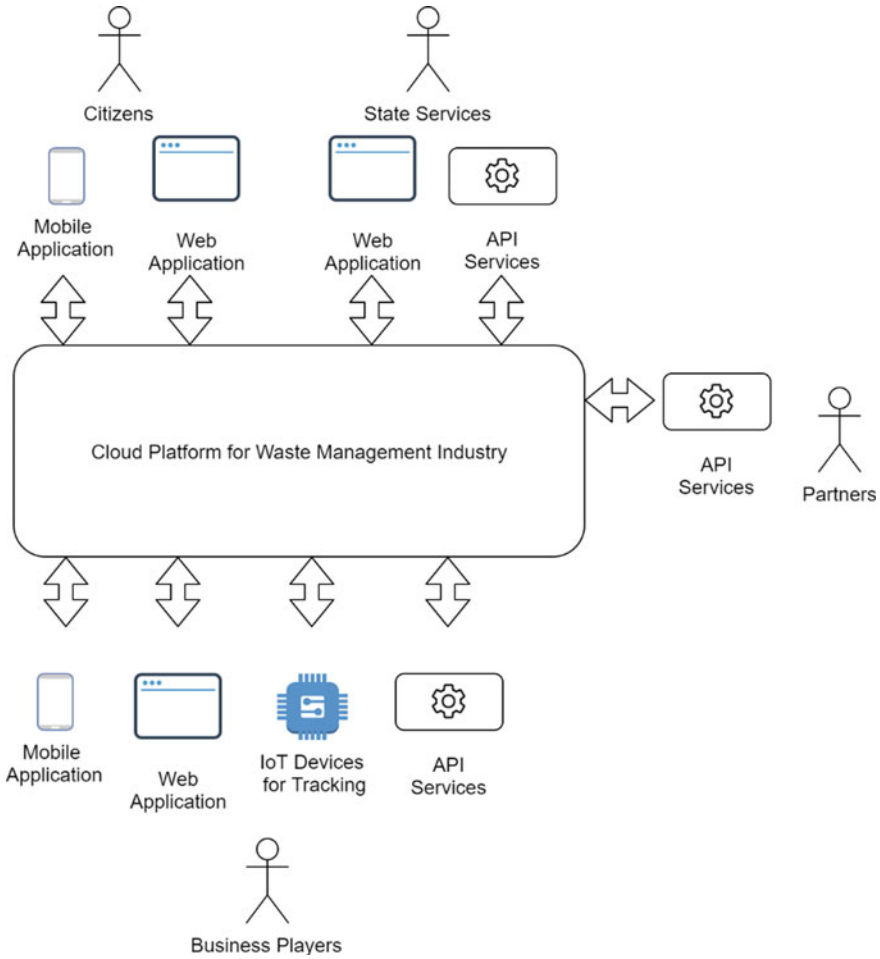 Citizens
State Services
Mobile
Application
Web
Application
Web
Application
API
Services
Cloud Platform for Waste Management Industry
API
Services
Partners
Mobile
Application
Web
Application
IoT Devices
for Tracking
API
Services
Business Players